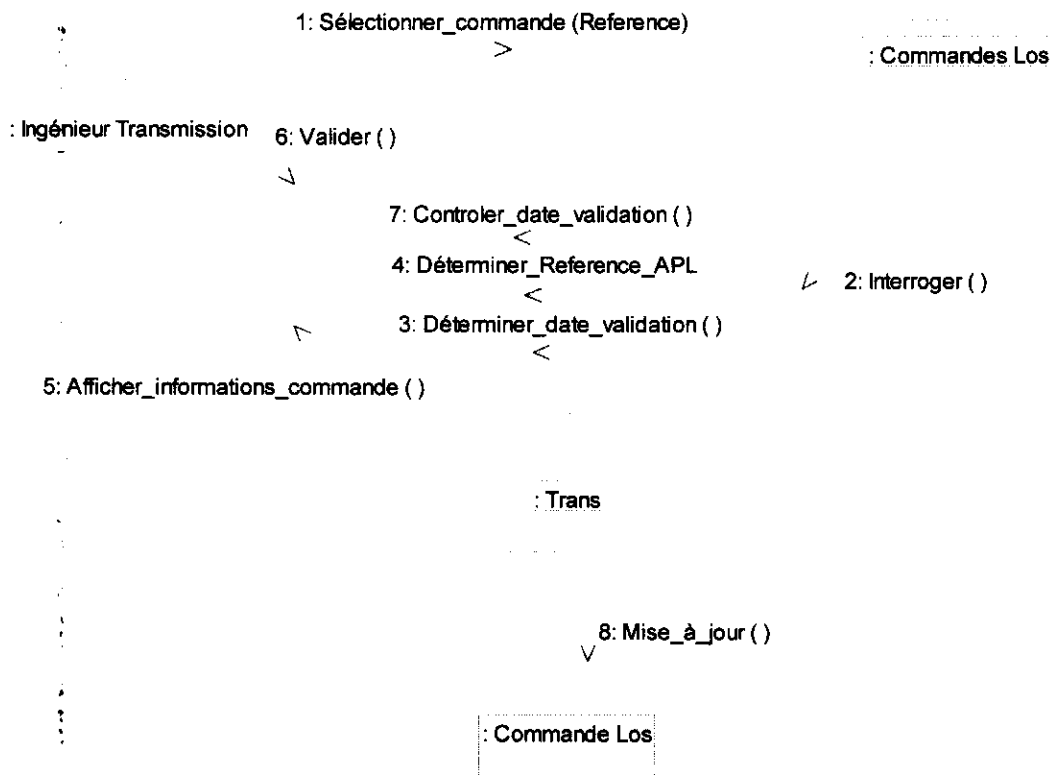 1: Sélectionner_commande (Reference)
: Commandes Los
: Ingénieur Transmission
6: Valider ( )
7: Controler_date_validation ( )
4: Déterminer_Reference_APL
2: Interroger ( )
3: Déterminer_date_validation ( )
5: Afficher_informations_commande ( )
: Trans
8: Mise_à_jour ( )
: Commande Los